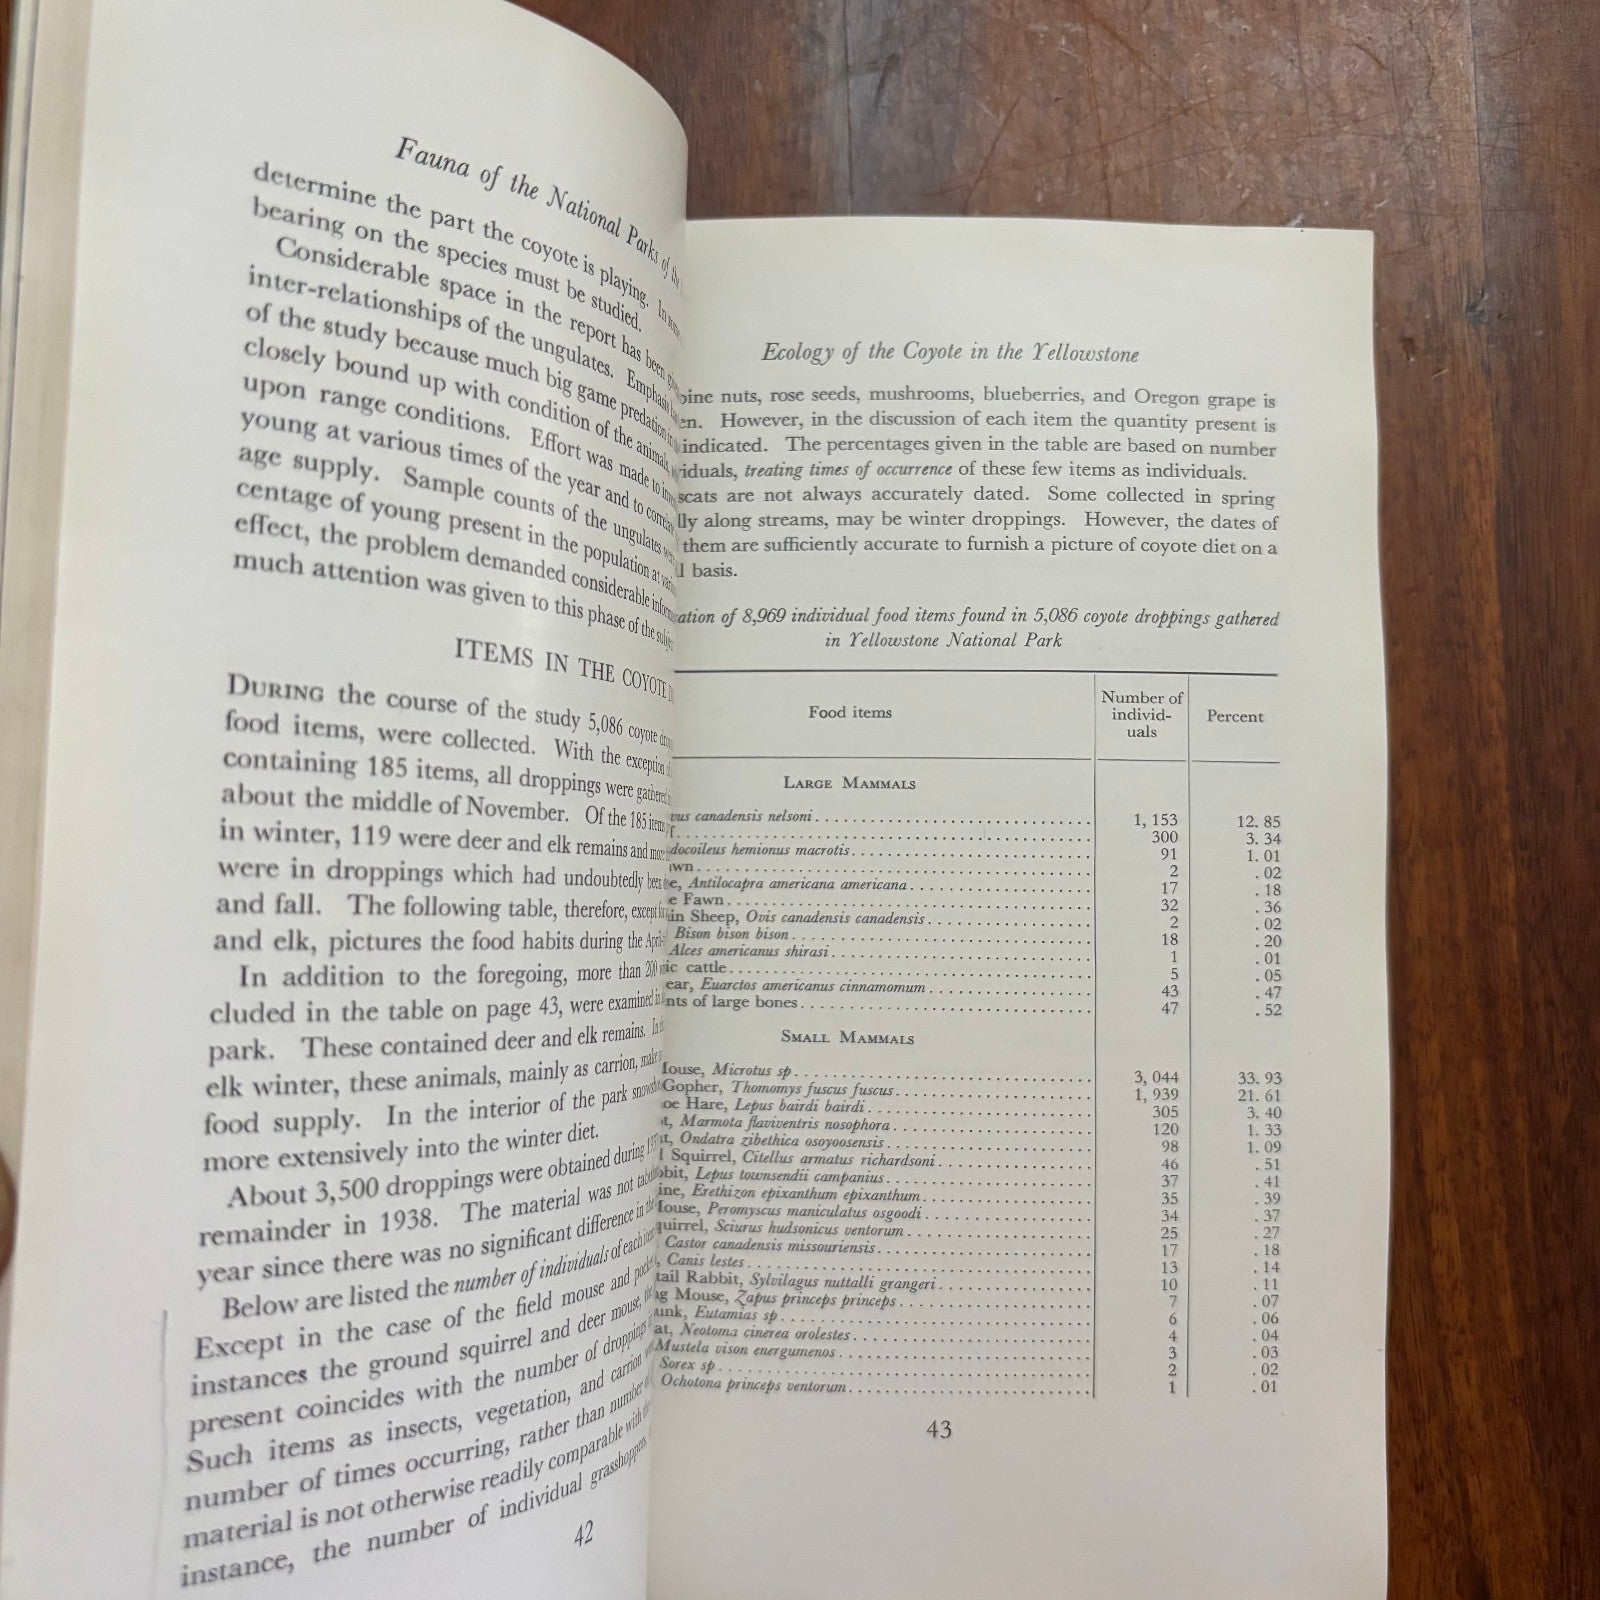 Fauna of the National Parks of the
determine the part the coyote is playing. In
bearing on the species must be studied.
Considerable space in the report has been
inter-relationships of the ungulates. Emphasis
of the study because much big game predation
closely bound up with condition of the animals,
upon range conditions. Effort was made to
young at various times of the year and to correlate
age supply. Sample counts of the ungulates were
centage of young present in the population at
effect, the problem demanded considerable
much attention was given to this phase of the
ITEMS IN THE COYOTE
DURING the course of the study 5,086 coyote
food items, were collected. With the exception of
containing 185 items, all droppings were gathered
about the middle of November. Of the 185 items
in winter, 119 were deer and elk remains and
were in droppings which had undoubtedly
and fall. The following table, therefore, except
and elk, pictures the food habits during the
In addition to the foregoing, more than 200
cluded in the table on page 43, were examined
park. These contained deer and elk remains.
elk winter, these animals, mainly as carrion, make
food supply. In the interior of the park
more extensively into the winter diet.
About 3,500 droppings were obtained during
remainder in 1938. The material was not
year since there was no significant difference in
Below are listed the number of individuals of each
Except in the case of the field mouse and
instances the ground squirrel and deer mouse,
present coincides with the number of droppings
Such items as insects, vegetation, and carrion
number of times occurring, rather than number
material is not otherwise readily comparable with
instance, the number of individual grasshoppers,
42
Ecology of the Coyote in the Yellowstone
nuts, rose seeds, mushrooms, blueberries, and Oregon grape is
However, in the discussion of each item the quantity present is
indicated. The percentages given in the table are based on number
treating times of occurrence of these few items as individuals.
scats are not always accurately dated. Some collected in spring
along streams, may be winter droppings. However, the dates of
them are sufficiently accurate to furnish a picture of coyote diet on a
basis.
of 8,969 individual food items found in 5,086 coyote droppings gathered
in Yellowstone National Park
Food items Number of individ-uals Percent
LARGE MAMMALS
canadensis nelsoni 1,153 12.85
300 3.34
hemionus macrotis 91 1.01
2 .02
Antilocapra americana americana 17 .18
Fawn 32 .36
Sheep, Ovis canadensis canadensis 2 .02
Bison bison bison 18 .20
Alces americanus shirasi 1 .01
cattle 5 .05
Euarctos americanus cinnamomum 43 .47
of large bones 47 .52
SMALL MAMMALS
Mouse, Microtus sp 3,044 33.93
Gopher, Thomomys fuscus fuscus 1,939 21.61
Hare, Lepus bairdi bairdi 305 3.40
Marmota flaviventris nosophora 120 1.33
Ondatra zibethica osoyoosensis 98 1.09
Squirrel, Citellus armatus richardsoni 46 .51
Lepus townsendii campanius 37 .41
Erethizon epixanthum epixanthum 35 .39
Mouse, Peromyscus maniculatus osgoodi 34 .37
Sciurus hudsonicus ventorum 25 .27
Castor canadensis missouriensis 17 .18
Canis lestes 13 .14
tail Rabbit, Sylvilagus nuttalli grangeri 10 .11
Mouse, Zapus princeps princeps 7 .07
Eutamias sp 6 .06
Neotoma cinerea orolestes 4 .04
Mustela vison energumenos 3 .03
Sorex sp 2 .02
Ochotona princeps ventorum 1 .01
43